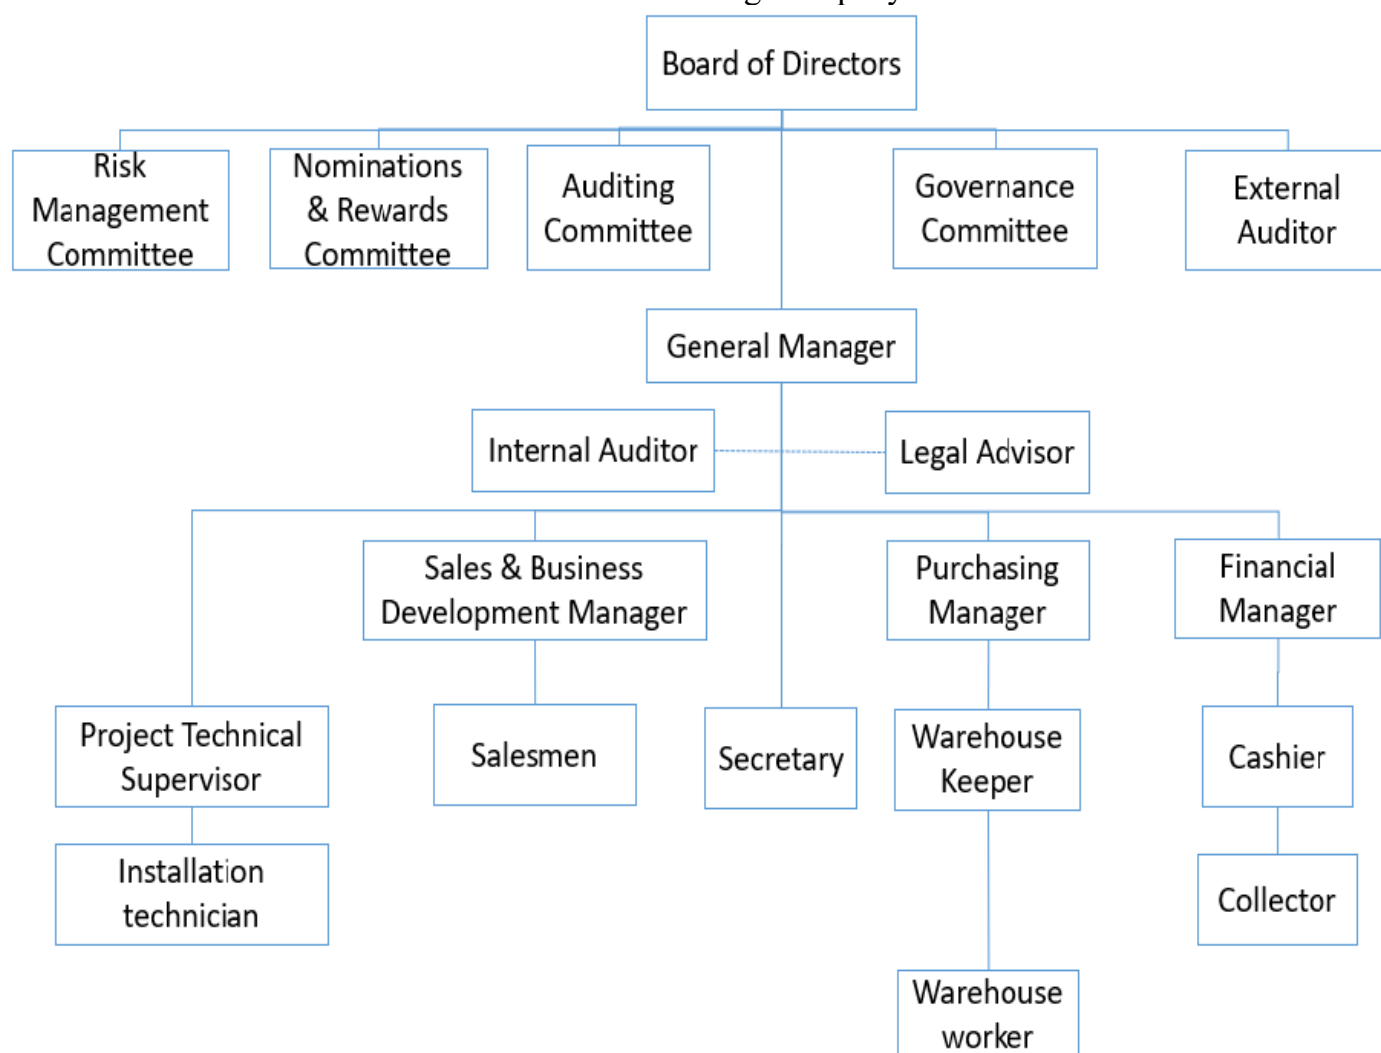 Board of Directors
Risk
Management
Committee
Nominations
& Rewards
Committee
Auditing
Committee
Governance
Committee
External
Auditor
General Manager
Internal Auditor
Legal Advisor
Sales & Business
Development Manager
Purchasing
Manager
Financial
Manager
Project Technical
Supervisor
Salesmen
Secretary
Warehouse
Keeper
Cashier
Installation
technician
Collector
Warehouse
worker